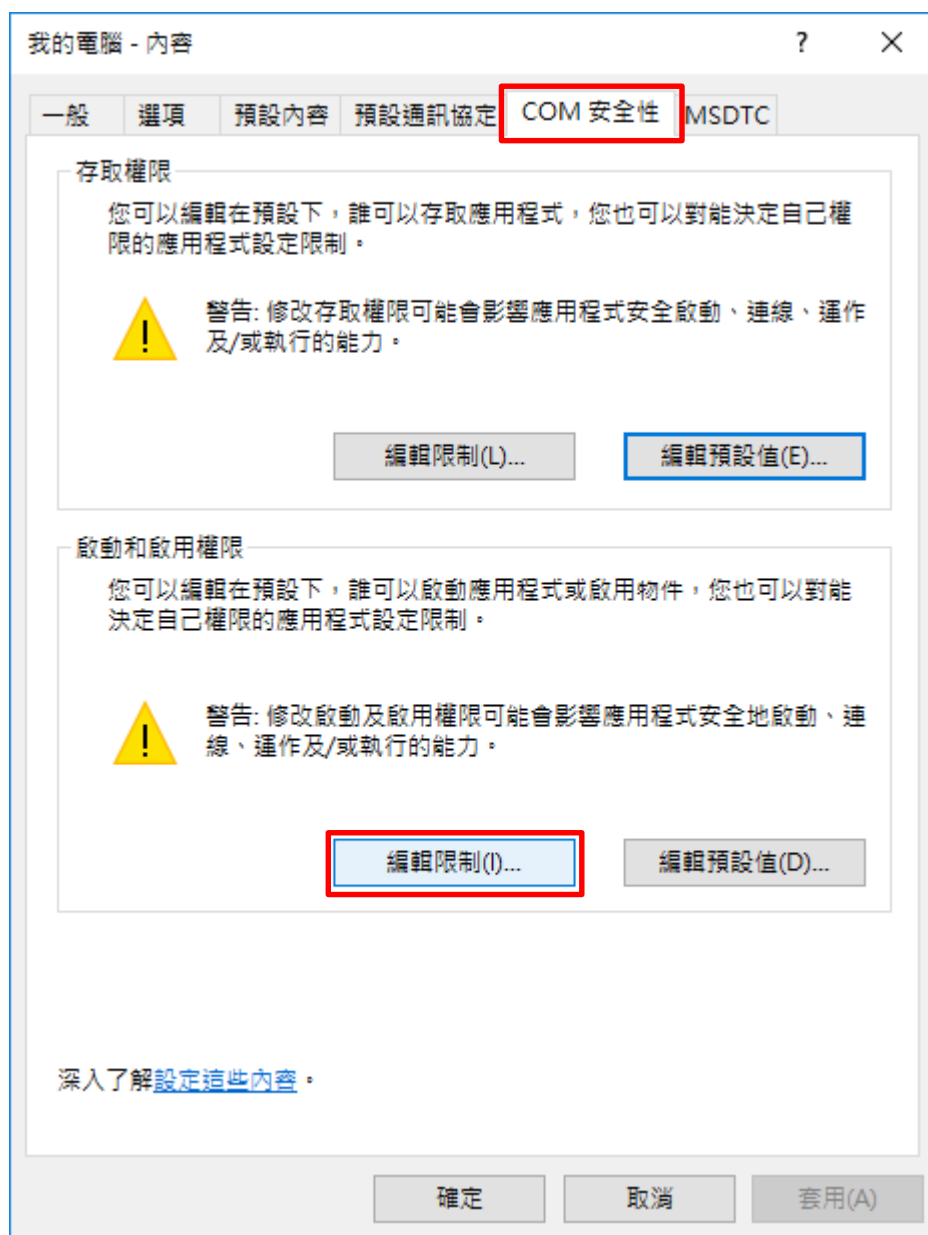 我的電腦 - 內容
?
一般 選項 預設內容 預設通訊協定 COM 安全性 MSDTC
存取權限
您可以編輯在預設下，誰可以存取應用程式，您也可以對能決定自己權
限的應用程式設定限制。
警告: 修改存取權限可能會影響應用程式安全啟動、連線、運作
及/或執行的能力。
編輯限制(L)... 編輯預設值(E)...
啟動和啟用權限
您可以編輯在預設下，誰可以啟動應用程式或啟用物件，您也可以對能
決定自己權限的應用程式設定限制。
警告: 修改啟動及啟用權限可能會影響應用程式安全地啟動、連
線、運作及/或執行的能力。
編輯限制(I)... 編輯預設值(D)...
深入了解設定這些內容。
確定 取消 套用(A)